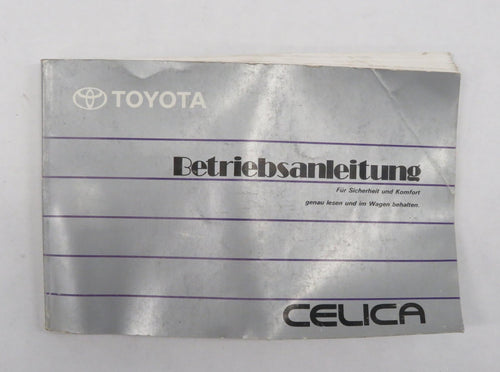 TOYOTA
Betriebsanleitung
Für Sicherheit und Komfort
genau lesen und im Wagen behalten.
CELICA